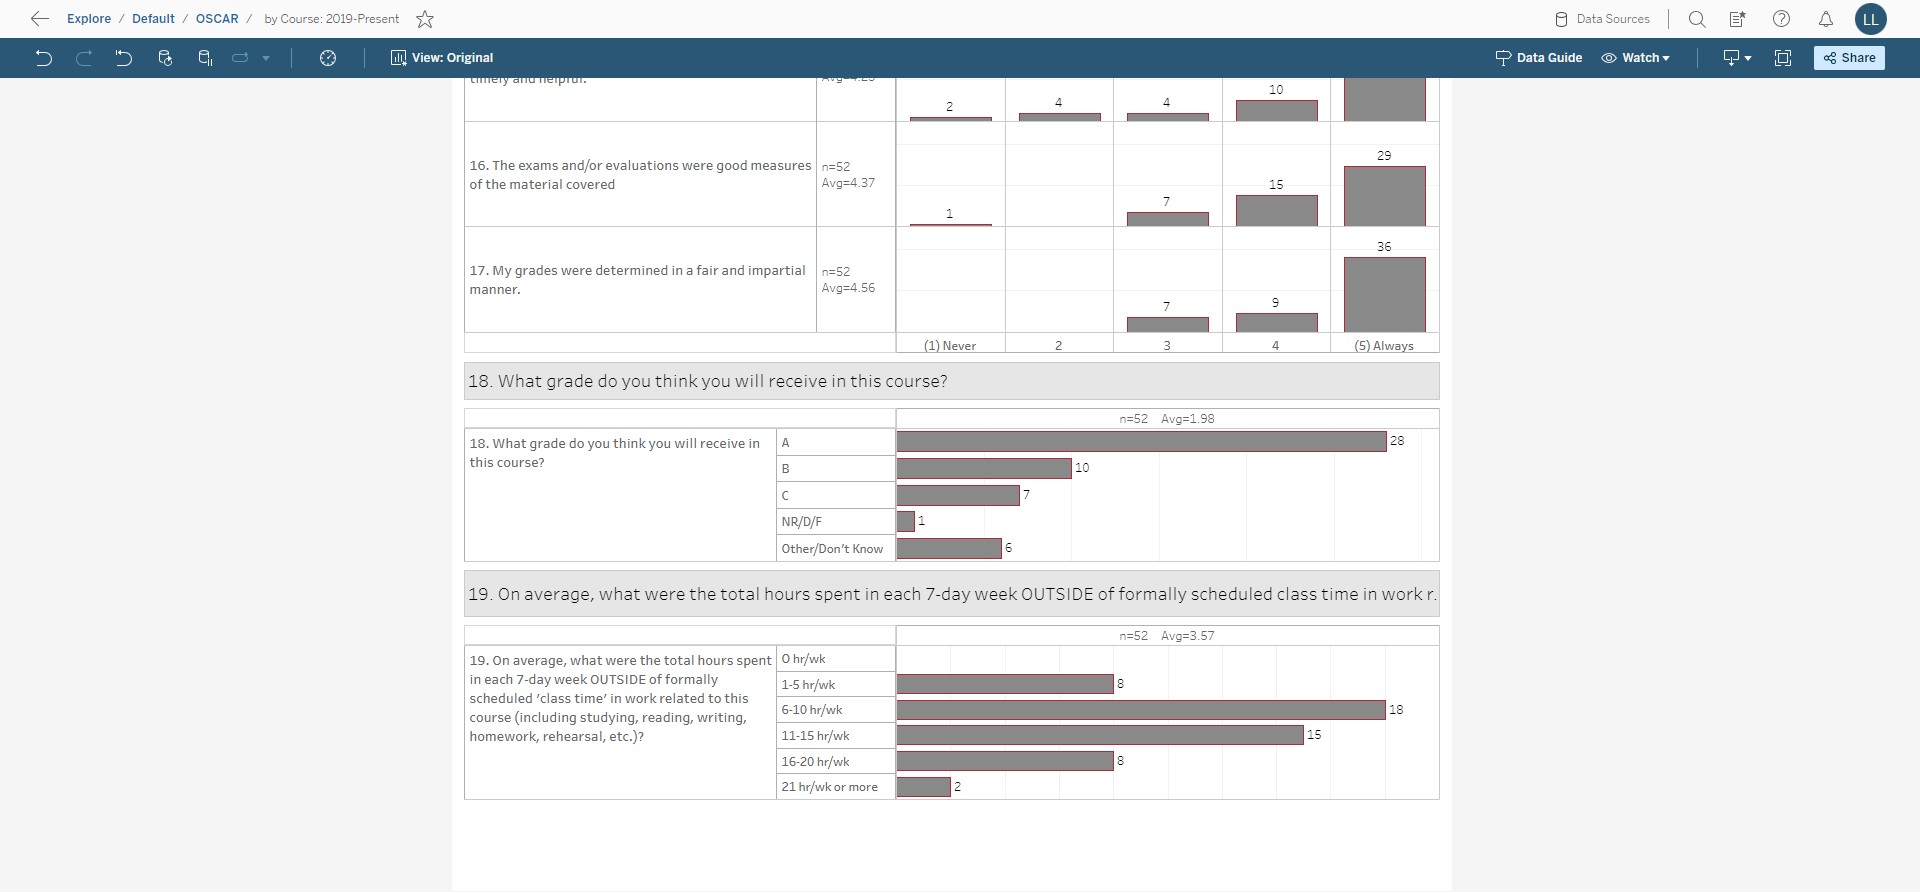 Explore / Default / OSCAR / by Course: 2019-Present
Data Sources
LL
View: Original
Data Guide
Watch
Share
timely and helpful.
Avg=4.25
2
4
4
10
16. The exams and/or evaluations were good measures
of the material covered
n=52
Avg=4.37
1
7
15
29
17. My grades were determined in a fair and impartial
manner.
n=52
Avg=4.56
7
9
36
(1) Never
2
3
4
(5) Always
18. What grade do you think you will receive in this course?
n=52 Avg=1.98
18. What grade do you think you will receive in
this course?
A
28
B
10
C
7
NR/D/F
1
Other/Don't Know
6
19. On average, what were the total hours spent in each 7-day week OUTSIDE of formally scheduled class time in work r.
n=52 Avg=3.57
19. On average, what were the total hours spent
in each 7-day week OUTSIDE of formally
scheduled ‘class time’ in work related to this
course (including studying, reading, writing,
homework, rehearsal, etc.)?
0 hr/wk
1-5 hr/wk
8
6-10 hr/wk
18
11-15 hr/wk
15
16-20 hr/wk
8
21 hr/wk or more
2